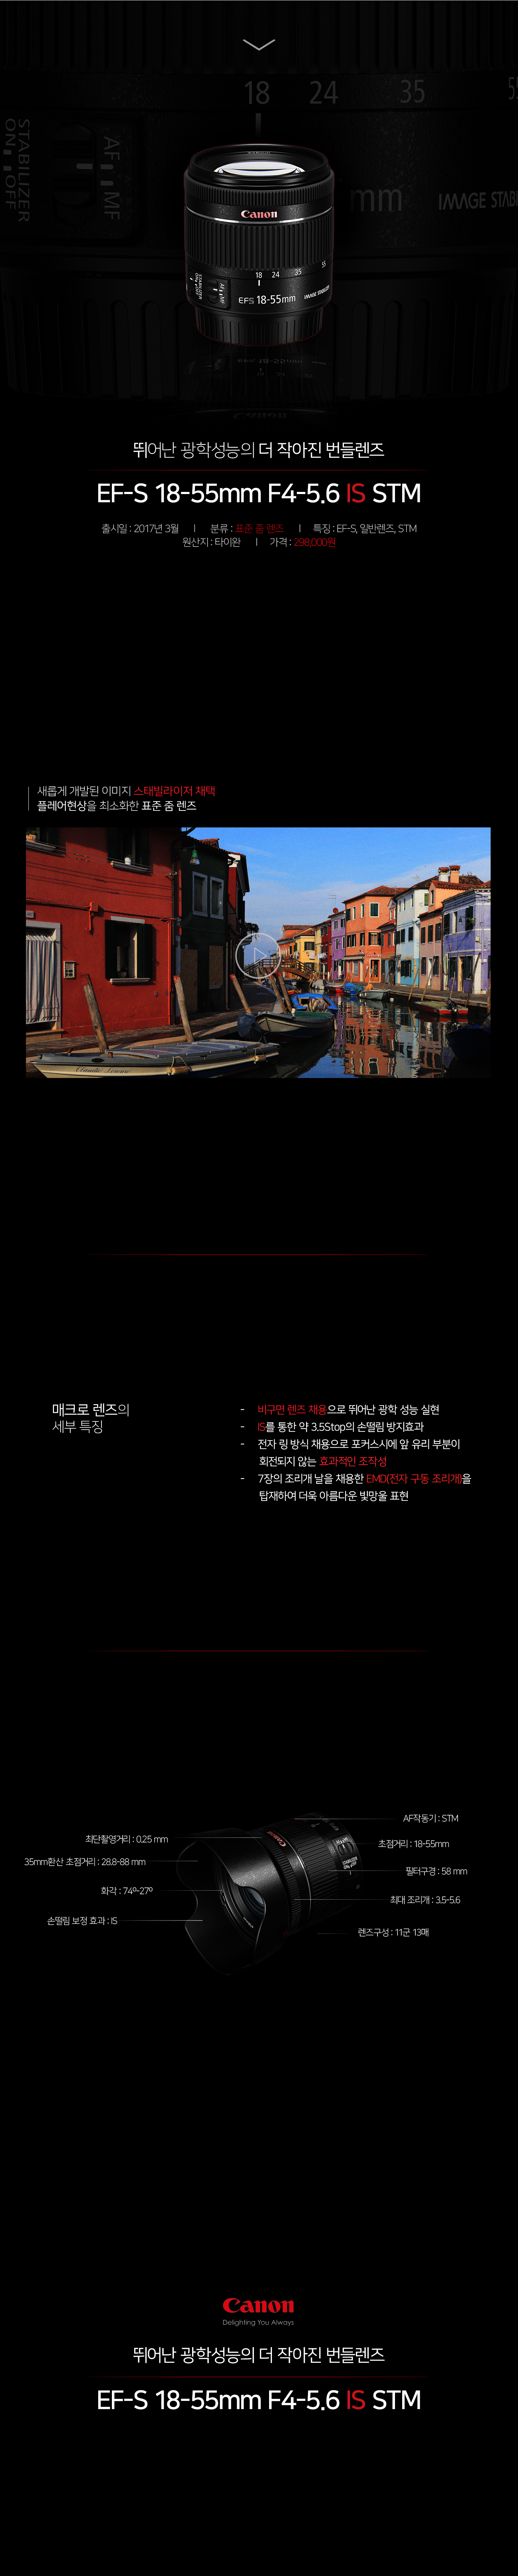 18 24 35 55
STABILIZER
ON OFF
AF MF
mm
IMAGE STABI
Canon
18 24 35 55
STABILIZER
ON OFF
AF MF
EFS 18-55mm
IMAGE STABILIZER
뛰어난 광학성능의 더 작아진 번들렌즈
EF-S 18-55mm F4-5.6 IS STM
출시일 : 2017년 3월 | 분류 : 표준 줌 렌즈 | 특징 : EF-S, 일반렌즈, STM
원산지 : 타이완 | 가격 : 298,000원
새롭게 개발된 이미지 스태빌라이저 채택
플레어현상을 최소화한 표준 줌 렌즈
매크로 렌즈의
세부 특징
- 비구면 렌즈 채용으로 뛰어난 광학 성능 실현
- IS를 통한 약 3.5Stop의 손떨림 방지효과
- 전자 링 방식 채용으로 포커스시에 앞 유리 부분이
회전되지 않는 효과적인 조작성
- 7장의 조리개 날을 채용한 EMD(전자 구동 조리개)을
탑재하여 더욱 아름다운 빛망울 표현
AF작동기 : STM
최단촬영거리 : 0.25 mm
초점거리 : 18-55mm
35mm환산 초점거리 : 28.8-88 mm
필터구경 : 58 mm
화각 : 74º-27º
최대 조리개 : 3.5-5.6
손떨림 보정 효과 : IS
렌즈구성 : 11군 13매
Canon
Canon
Delighting You Always
뛰어난 광학성능의 더 작아진 번들렌즈
EF-S 18-55mm F4-5.6 IS STM